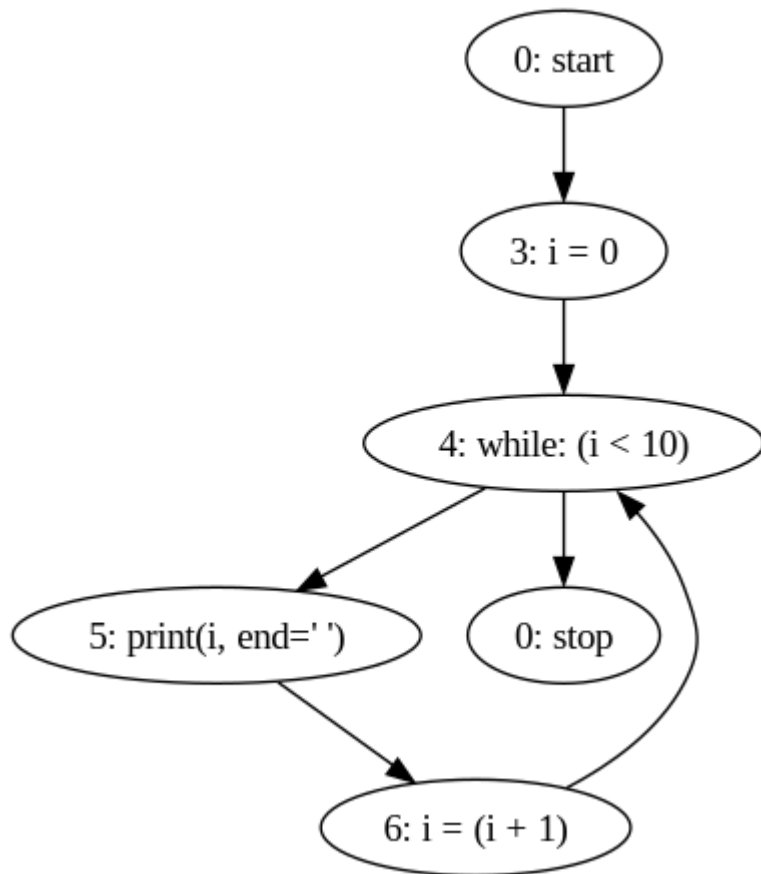 0: start
3: i = 0
4: while: (i < 10)
5: print(i, end=' ')
0: stop
6: i = (i + 1)